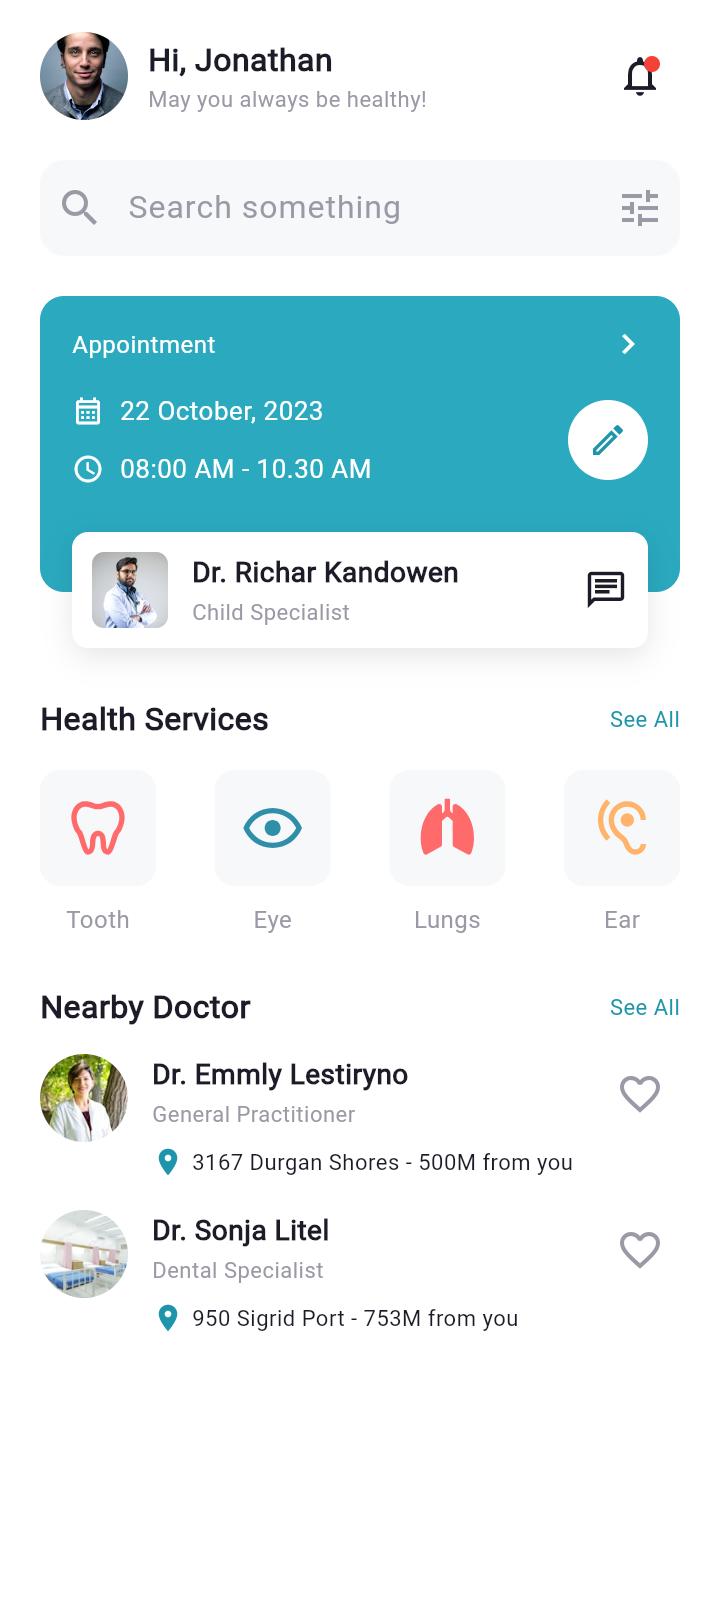 Hi, Jonathan
May you always be healthy!
Search something
Appointment
22 October, 2023
08:00 AM - 10.30 AM
Dr. Richar Kandowen
Child Specialist
Health Services
See All
Tooth
Eye
Lungs
Ear
Nearby Doctor
See All
Dr. Emmly Lestiryno
General Practitioner
3167 Durgan Shores - 500M from you
Dr. Sonja Litel
Dental Specialist
950 Sigrid Port - 753M from you